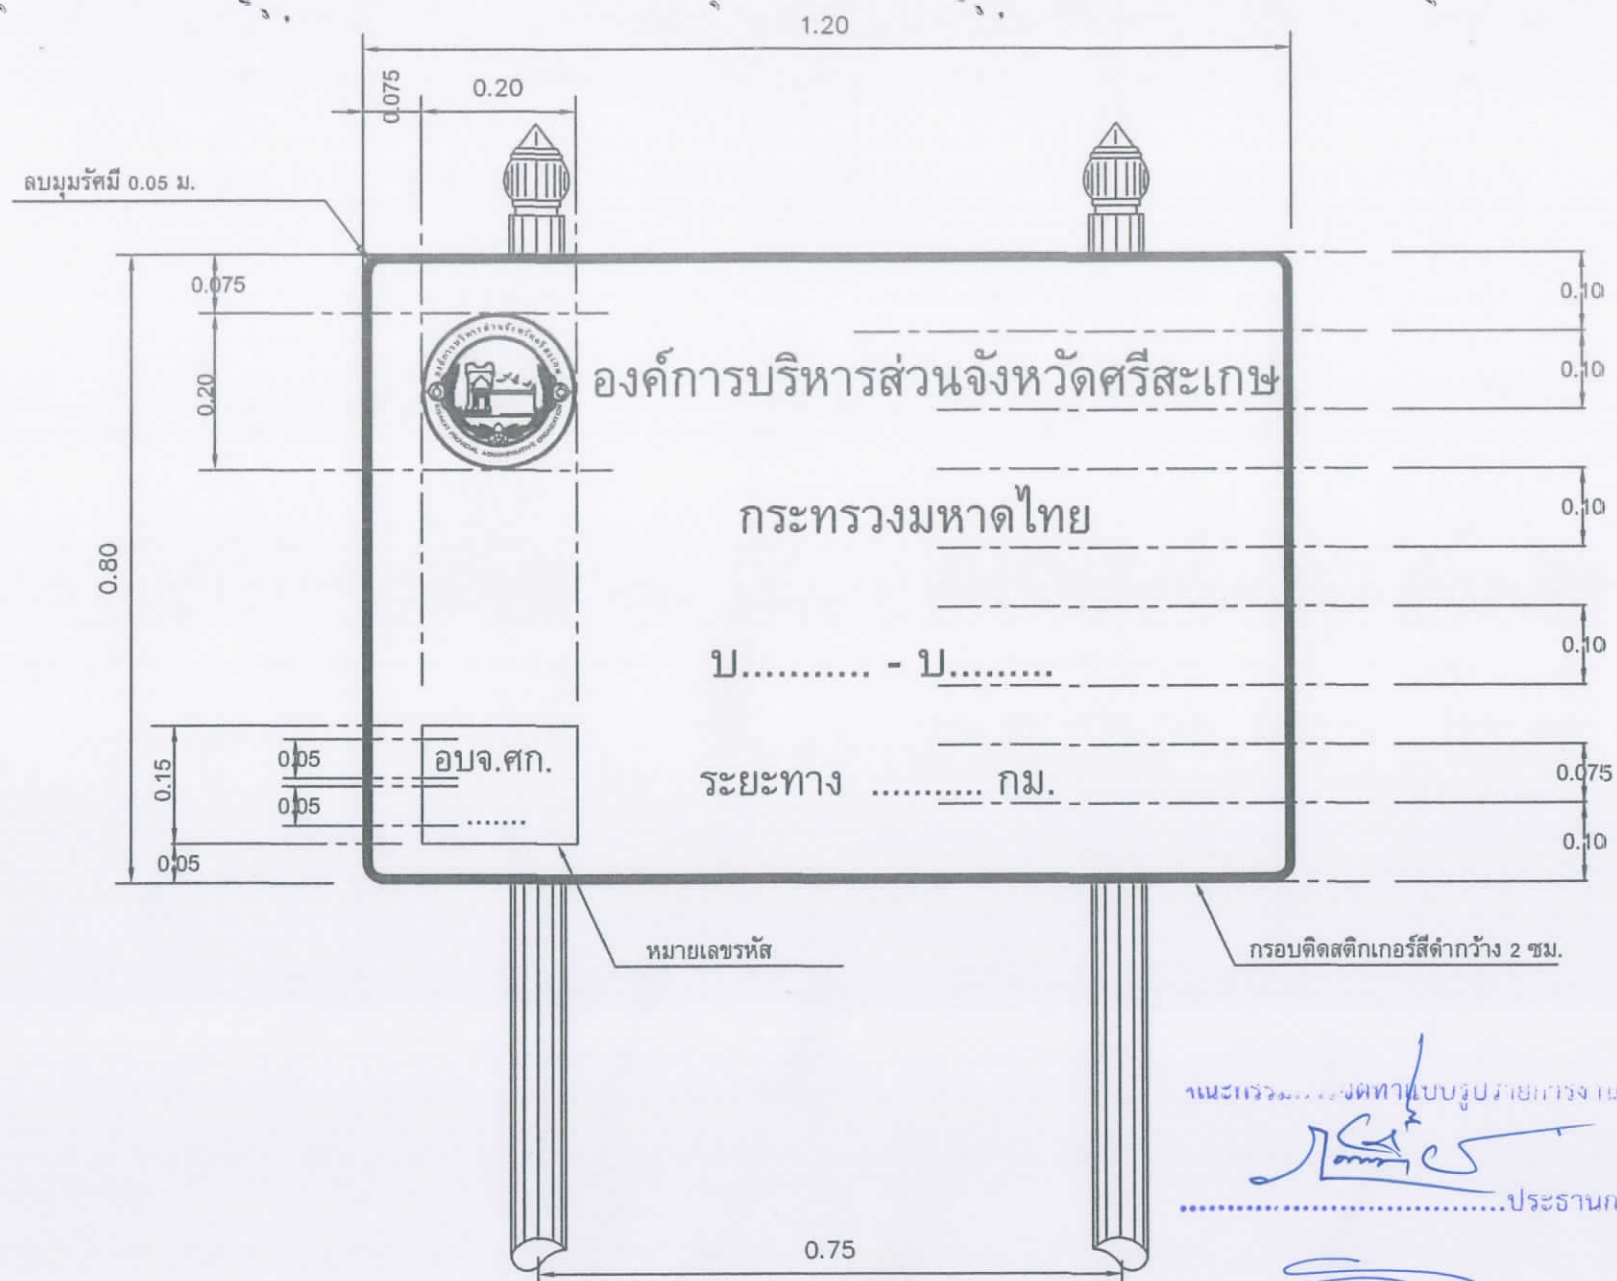 1.20
0.075
0.20
ลบมุมรัศมี 0.05 ม.
0.075
0.10
0.20
องค์การบริหารส่วนจังหวัดศรีสะเกษ
0.10
กระทรวงมหาดไทย
0.10
0.80
บ............ - บ..........
0.10
0.15
0.05
อบจ.ศก.
ระยะทาง ........... กม.
0.075
0.05
.......
0.05
0.10
หมายเลขรหัส
กรอบติดสติกเกอร์สีดำกว้าง 2 ซม.
ประธาน
0.75